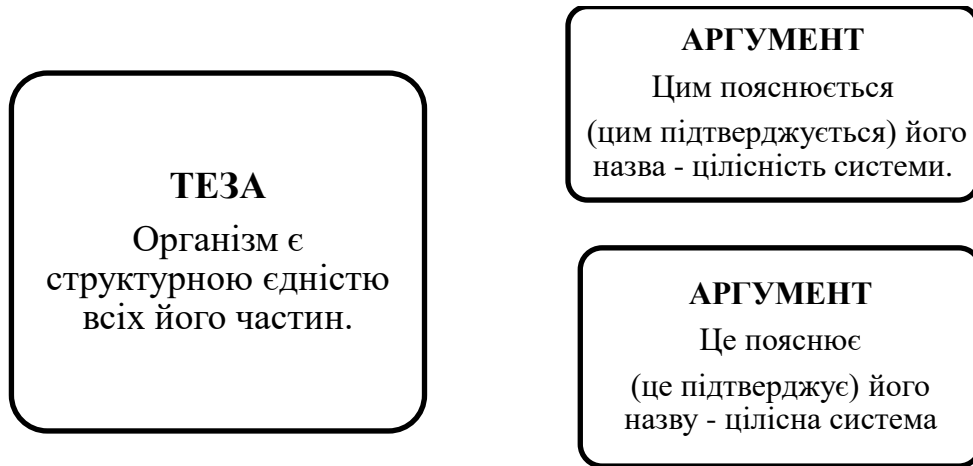 ТЕЗА
Організм є
структурною єдністю
всіх його частин.
АРГУМЕНТ
Цим пояснюється
(цим підтверджується) його
назва - цілісність системи.
АРГУМЕНТ
Це пояснює
(це підтверджує) його
назву - цілісна система